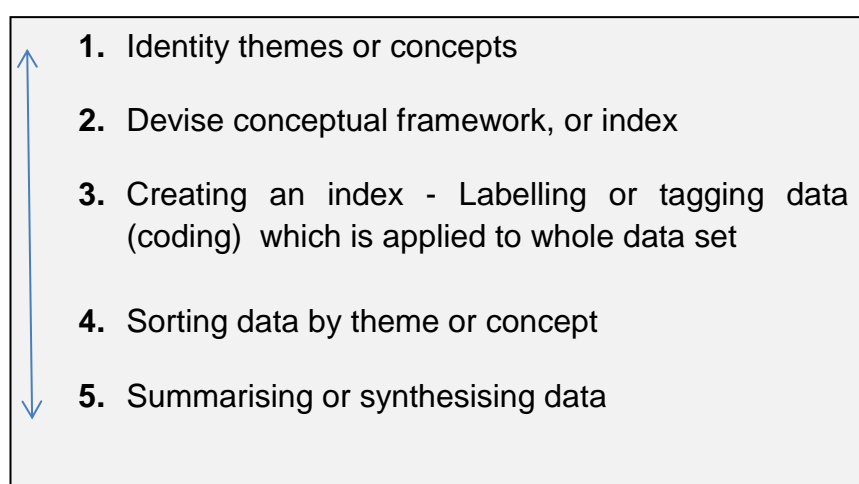 1. Identity themes or concepts
2. Devise conceptual framework, or index
3. Creating an index - Labelling or tagging data
(coding) which is applied to whole data set
4. Sorting data by theme or concept
5. Summarising or synthesising data